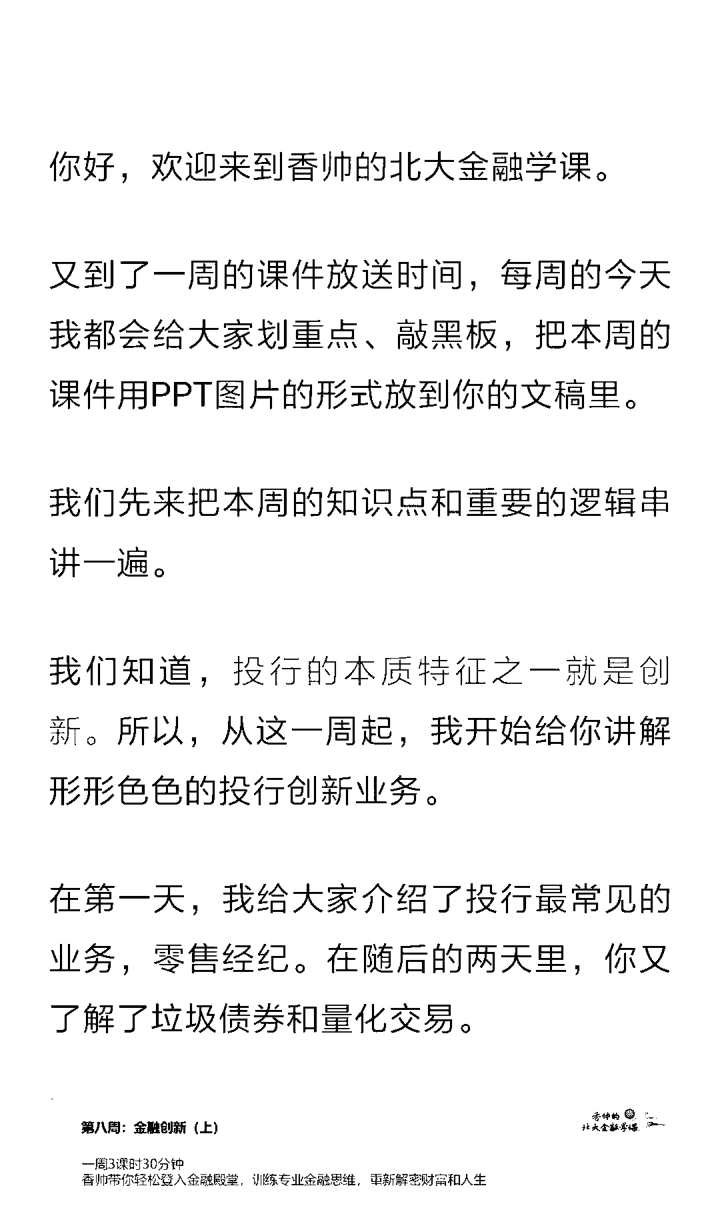 你好，欢迎来到香帅的北大金融学课。
又到了一周的课件放送时间，每周的今天
我都会给大家划重点、敲黑板，把本周的
课件用PPT图片的形式放到你的文稿里。
我们先来把本周的知识点和重要的逻辑串
讲一遍。
我们知道，投行的本质特征之一就是创
新。所以，从这一周起，我开始给你讲解
形形色色的投行创新业务。
在第一天，我给大家介绍了投行最常见的
业务，零售经纪。在随后的两天里，你又
了解了垃圾债券和量化交易。
第八周：金融创新（上）
香帅的
北大金融学课
一周3课时30分钟
香帅带你轻松登入金融殿堂，训练专业金融思维，重新解密财富和人生